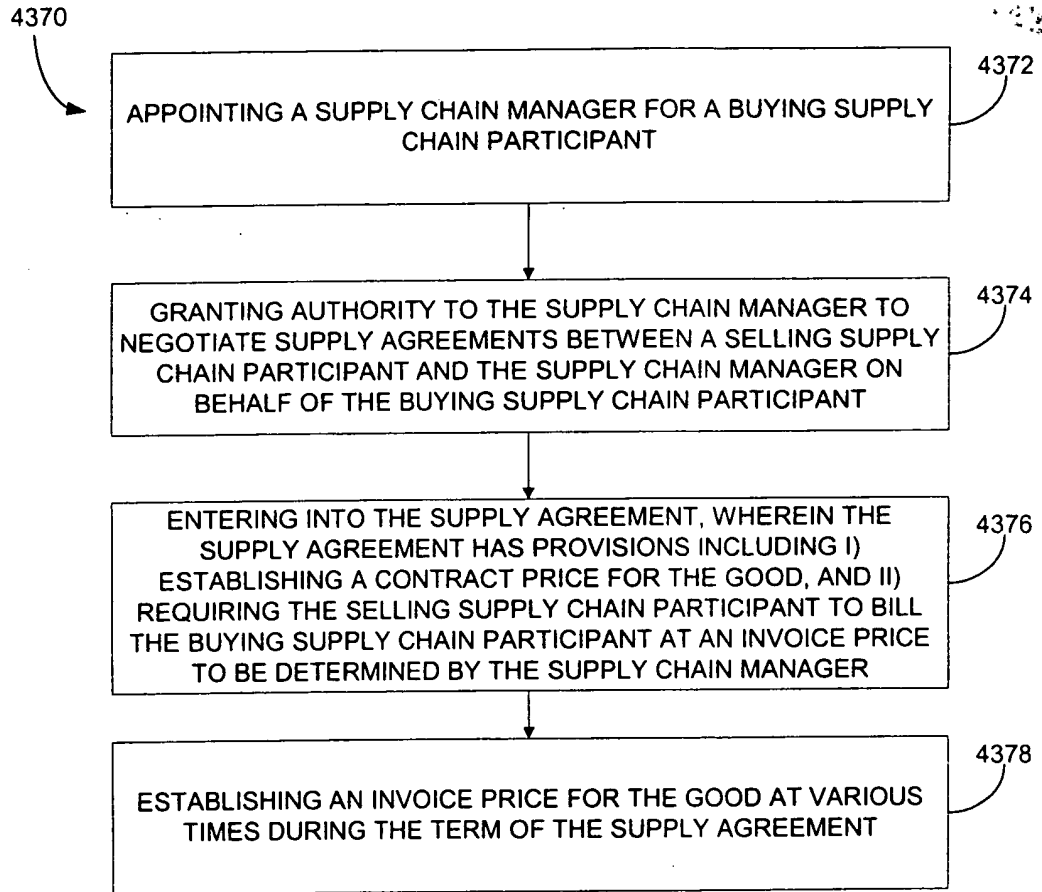 4370
4372
APPOINTING A SUPPLY CHAIN MANAGER FOR A BUYING SUPPLY
CHAIN PARTICIPANT
4374
GRANTING AUTHORITY TO THE SUPPLY CHAIN MANAGER TO
NEGOTIATE SUPPLY AGREEMENTS BETWEEN A SELLING SUPPLY
CHAIN PARTICIPANT AND THE SUPPLY CHAIN MANAGER ON
BEHALF OF THE BUYING SUPPLY CHAIN PARTICIPANT
4376
ENTERING INTO THE SUPPLY AGREEMENT, WHEREIN THE
SUPPLY AGREEMENT HAS PROVISIONS INCLUDING I)
ESTABLISHING A CONTRACT PRICE FOR THE GOOD, AND II)
REQUIRING THE SELLING SUPPLY CHAIN PARTICIPANT TO BILL
THE BUYING SUPPLY CHAIN PARTICIPANT AT AN INVOICE PRICE
TO BE DETERMINED BY THE SUPPLY CHAIN MANAGER
4378
ESTABLISHING AN INVOICE PRICE FOR THE GOOD AT VARIOUS
TIMES DURING THE TERM OF THE SUPPLY AGREEMENT